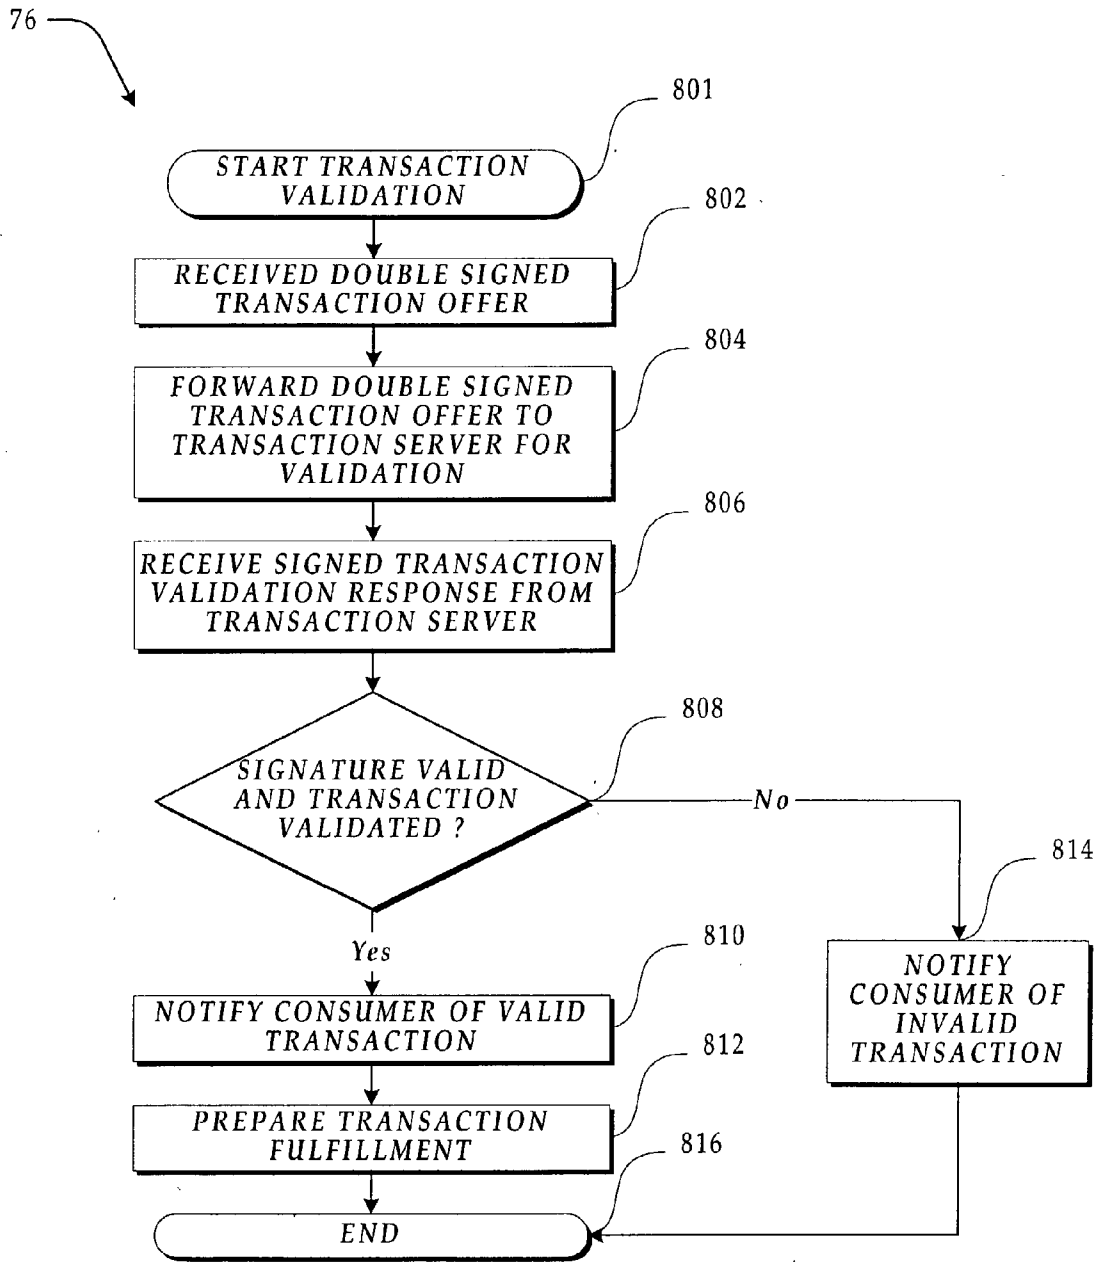 76
801
START TRANSACTION
VALIDATION
802
RECEIVED DOUBLE SIGNED
TRANSACTION OFFER
804
FORWARD DOUBLE SIGNED
TRANSACTION OFFER TO
TRANSACTION SERVER FOR
VALIDATION
806
RECEIVE SIGNED TRANSACTION
VALIDATION RESPONSE FROM
TRANSACTION SERVER
808
SIGNATURE VALID
AND TRANSACTION
VALIDATED ?
No
814
Yes
810
NOTIFY CONSUMER OF VALID
TRANSACTION
NOTIFY
CONSUMER OF
INVALID
TRANSACTION
812
PREPARE TRANSACTION
FULFILLMENT
816
END